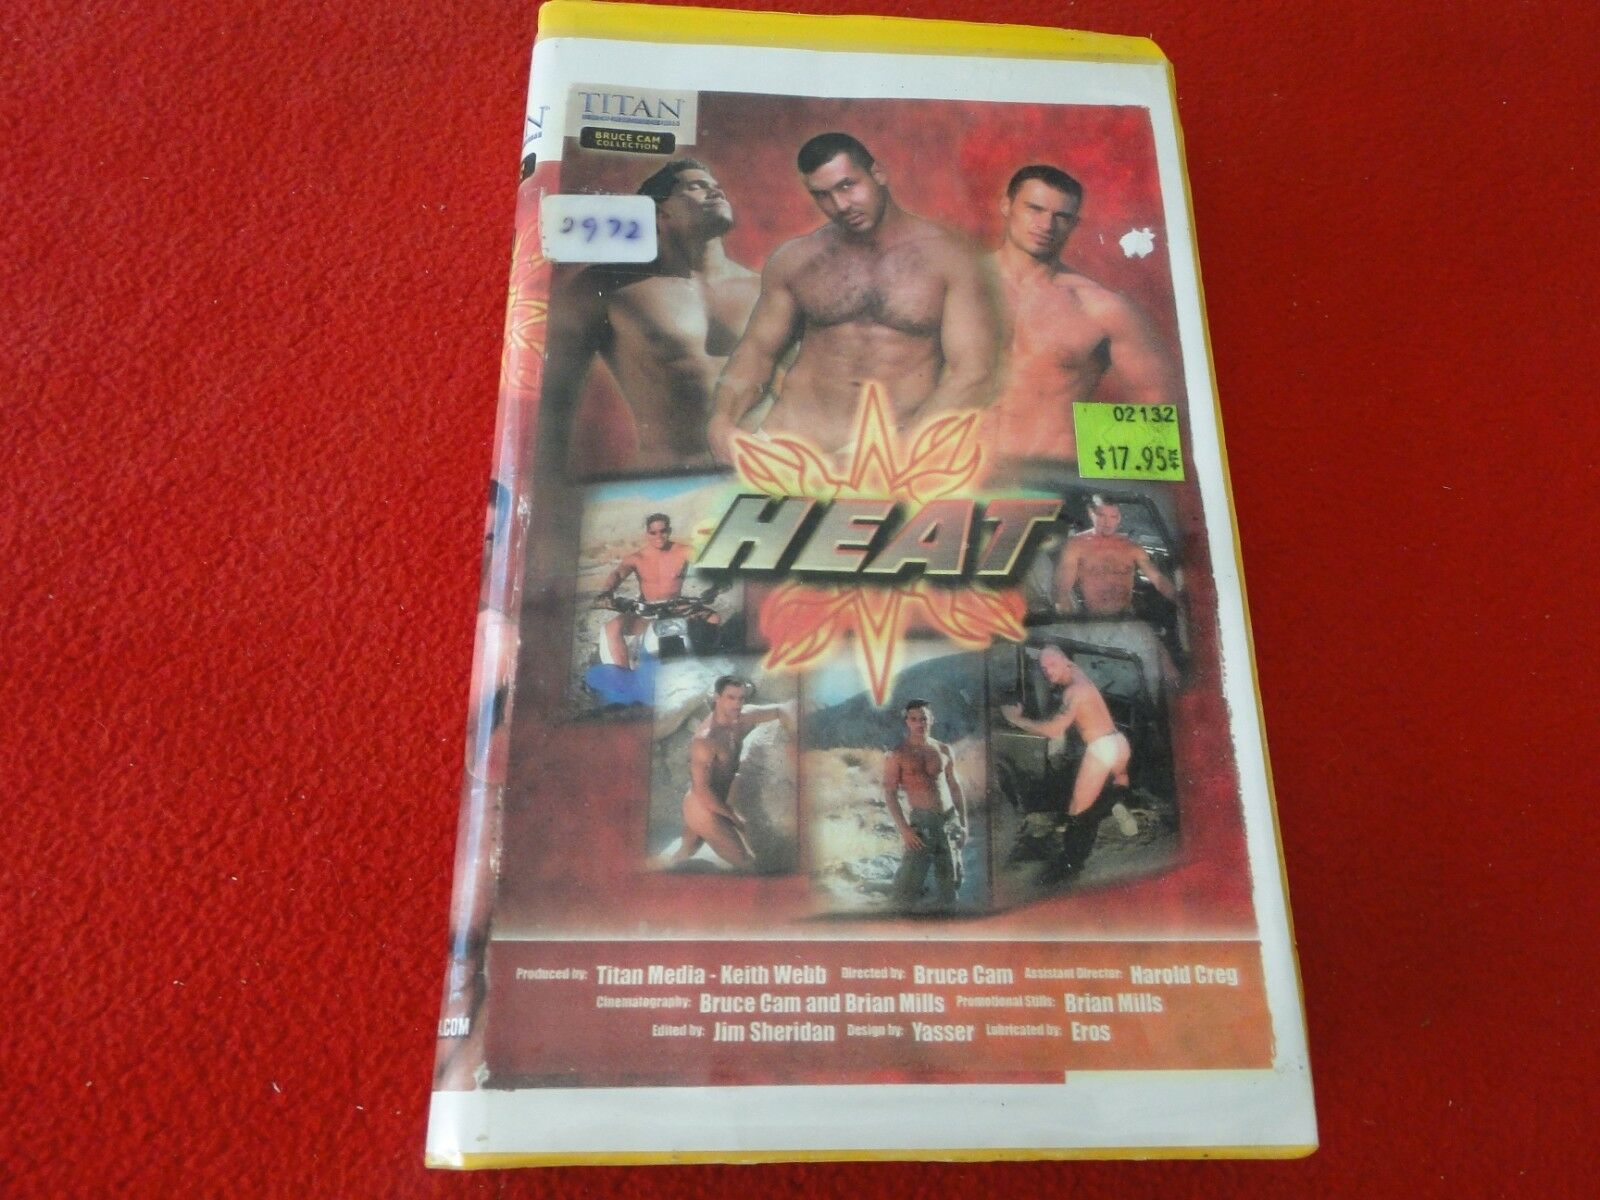 TITAN
BRUCE CAM
COLLECTION
2972
02132
$17.95
HEAT
Produced by: Titan Media - Keith Webb Directed by: Bruce Cam Assistant Director: Harold Creg
Cinematography: Bruce Cam and Brian Mills Promotional Stills: Brian Mills
Edited by: Jim Sheridan Design by: Yasser Lubricated by: Eros
.COM